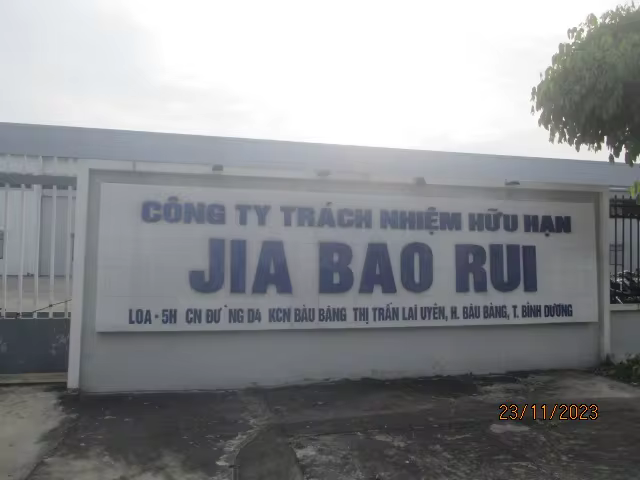 CÔNG TY TRÁCH NHIỆM HỮU HẠN
JIA BAO RUI
LOA - 5H CN ĐƯ NG D4 KCN BÀU BÀNG THỊ TRẤN LAI UYÊN, H. BÀU BÀNG, T. BÌNH DƯƠNG
23/11/2023